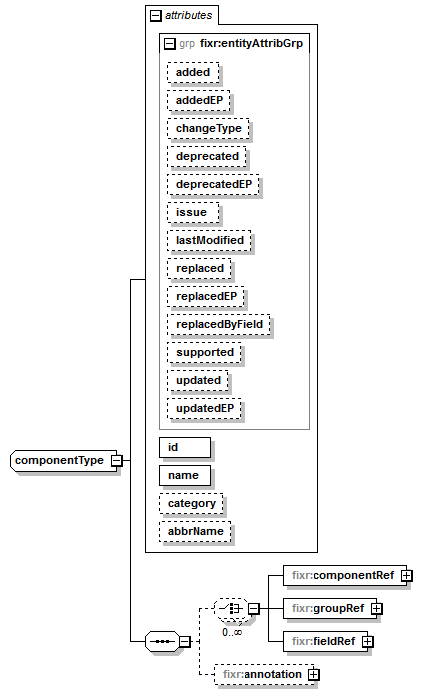 attributes
grp fixr:entityAttribGrp
added
addedEP
changeType
deprecated
deprecatedEP
issue
lastModified
replaced
replacedEP
replacedByField
supported
updated
updatedEP
id
name
category
abbrName
componentType
fixr:componentRef
fixr:groupRef
0..∞
fixr:fieldRef
fixr:annotation